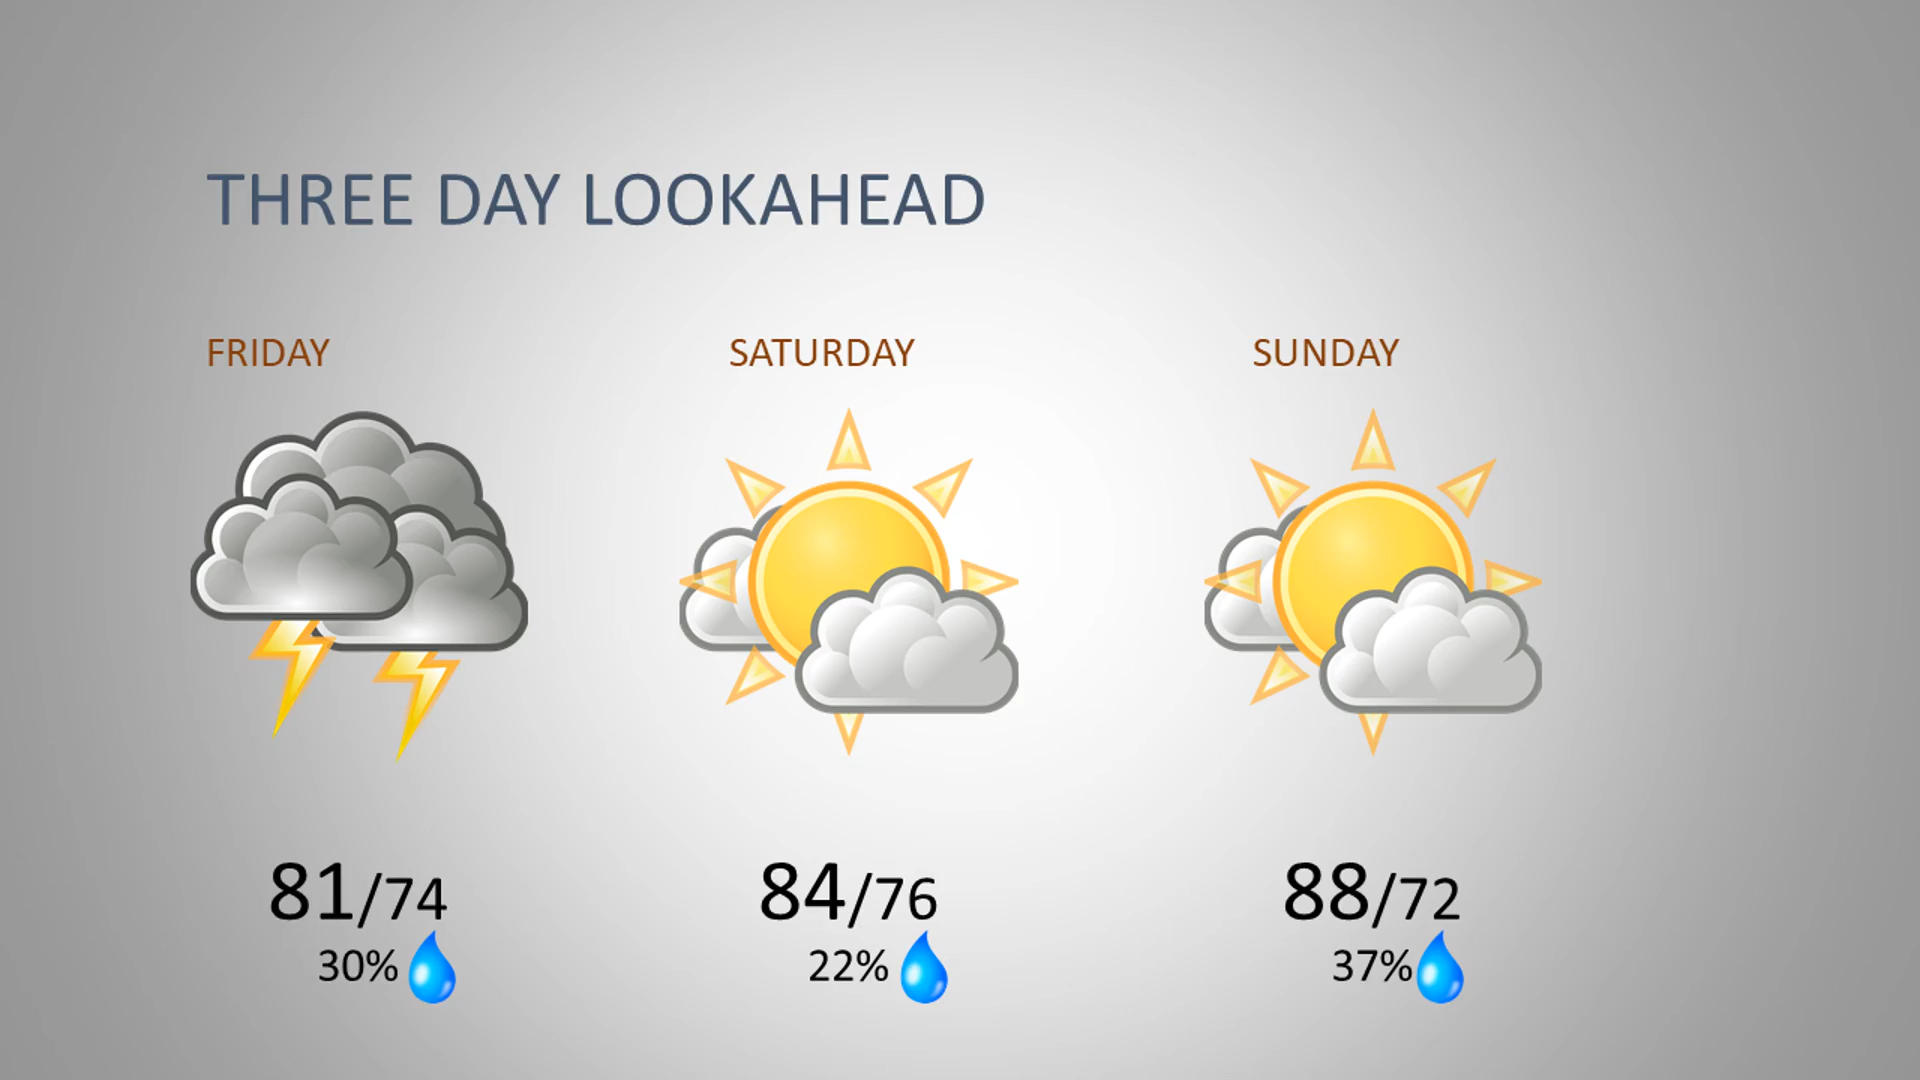 THREE DAY LOOKAHEAD
FRIDAY
SATURDAY
SUNDAY
81/74
84/76
88/72
30%
22%
37%